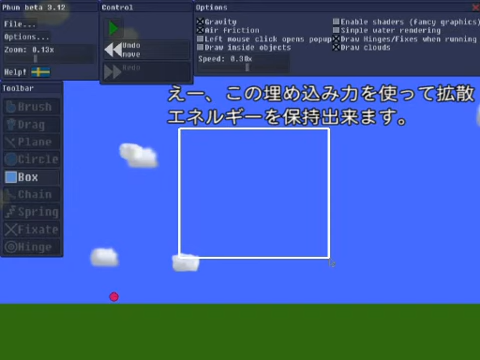 Phun beta 3.12
Control
Options
File...
Options...
Zoom: 0.13x
Help!
Undo
move
Redo
Gravity
Air friction
Left mouse click opens popup
Draw inside objects
Speed: 0.30x
Enable shaders (fancy graphics)
Simple water rendering
Draw Hinges/Fixes when running
Draw clouds
えー、この埋め込み力を使って拡散
エネルギーを保持出来ます。
Toolbar
Brush
Drag
Plane
Circle
Box
Chain
Spring
Fixate
Hinge